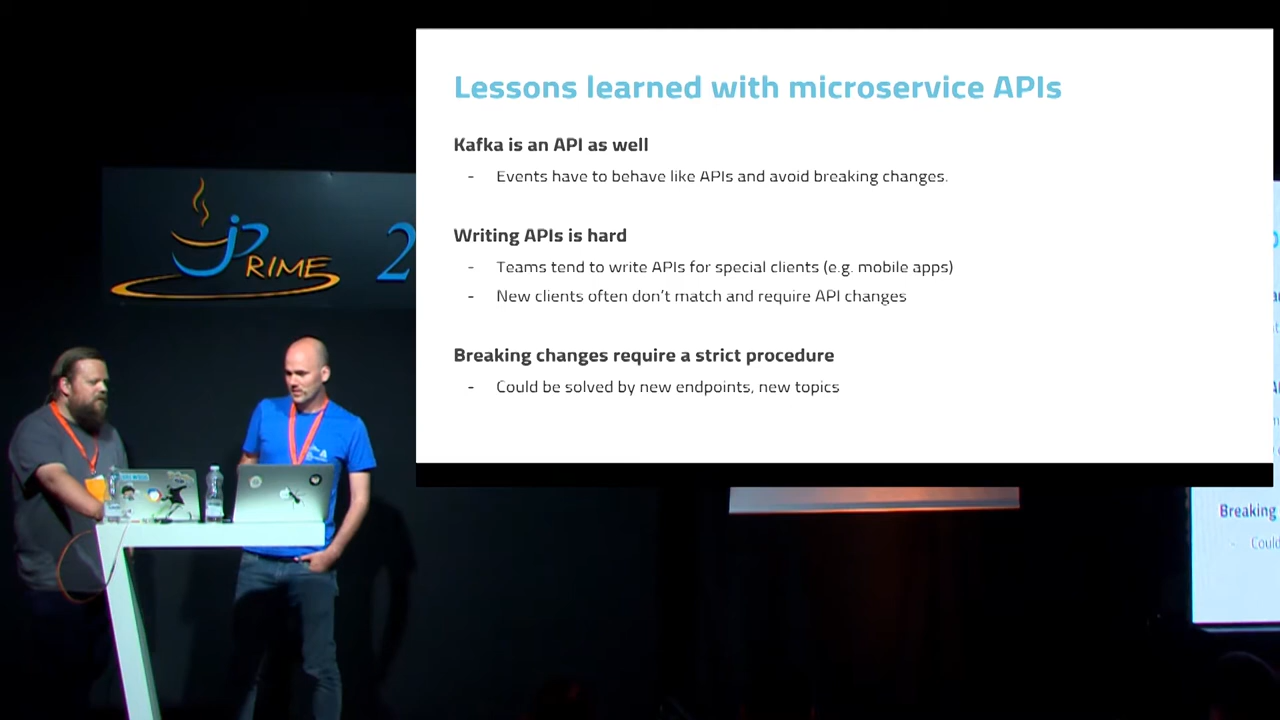 Lessons learned with microservice APIs
Kafka is an API as well
- Events have to behave like APIs and avoid breaking changes.
Writing APIs is hard
- Teams tend to write APIs for special clients (e.g. mobile apps)
- New clients often don't match and require API changes
Breaking changes require a strict procedure
- Could be solved by new endpoints, new topics
jPRIME 2
Breaking
- Could